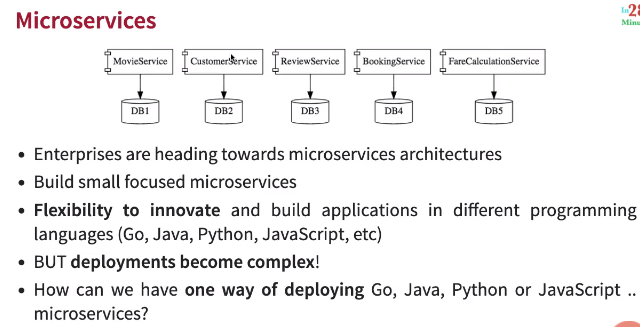 Microservices
In28
Minu
MovieService CustomerService ReviewService BookingService FareCalculationService
DB1 DB2 DB3 DB4 DB5
• Enterprises are heading towards microservices architectures
• Build small focused microservices
• Flexibility to innovate and build applications in different programming
languages (Go, Java, Python, JavaScript, etc)
• BUT deployments become complex!
• How can we have one way of deploying Go, Java, Python or JavaScript ..
microservices?